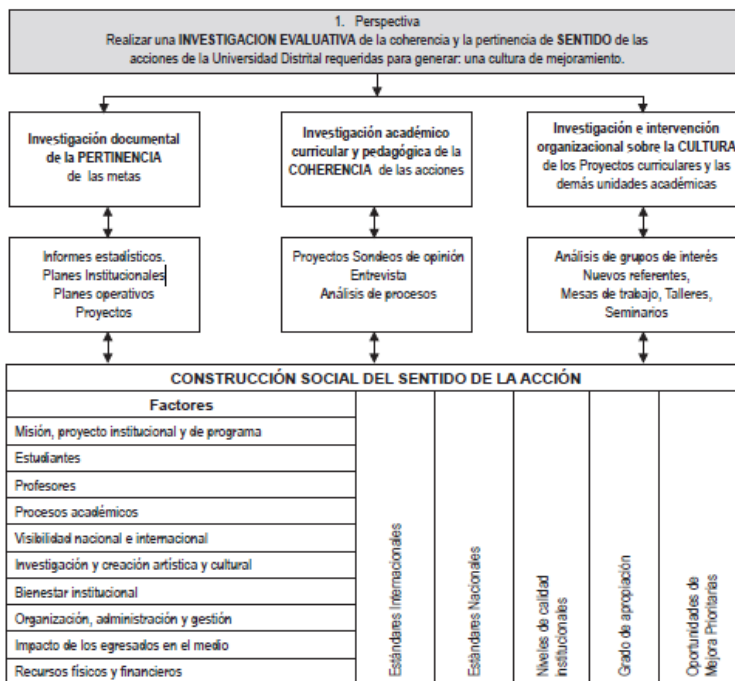 1. Perspectiva
Realizar una INVESTIGACION EVALUATIVA de la coherencia y la pertinencia de SENTIDO de las
acciones de la Universidad Distrital requeridas para generar: una cultura de mejoramiento.
Investigación documental
de la PERTINENCIA
de las metas
Investigación académico
curricular y pedagógica de la
COHERENCIA de las acciones
Investigación e intervención
organizacional sobre la CULTURA
de los Proyectos curriculares y las
demás unidades académicas
Informes estadísticos.
Planes Institucionales
Planes operativos
Proyectos
Proyectos Sondeos de opinión
Entrevista
Análisis de procesos
Análisis de grupos de interés
Nuevos referentes,
Mesas de trabajo, Talleres,
Seminarios
CONSTRUCCIÓN SOCIAL DEL SENTIDO DE LA ACCIÓN
Factores
Misión, proyecto institucional y de programa
Estudiantes
Profesores
Procesos académicos
Visibilidad nacional e internacional
Investigación y creación artística y cultural
Bienestar institucional
Organización, administración y gestión
Impacto de los egresados en el medio
Recursos físicos y financieros
Estándares Internacionales
Estándares Nacionales
Niveles de calidad
institucionales
Grado de apropiación
Oportunidades de
Mejora Prioritarias